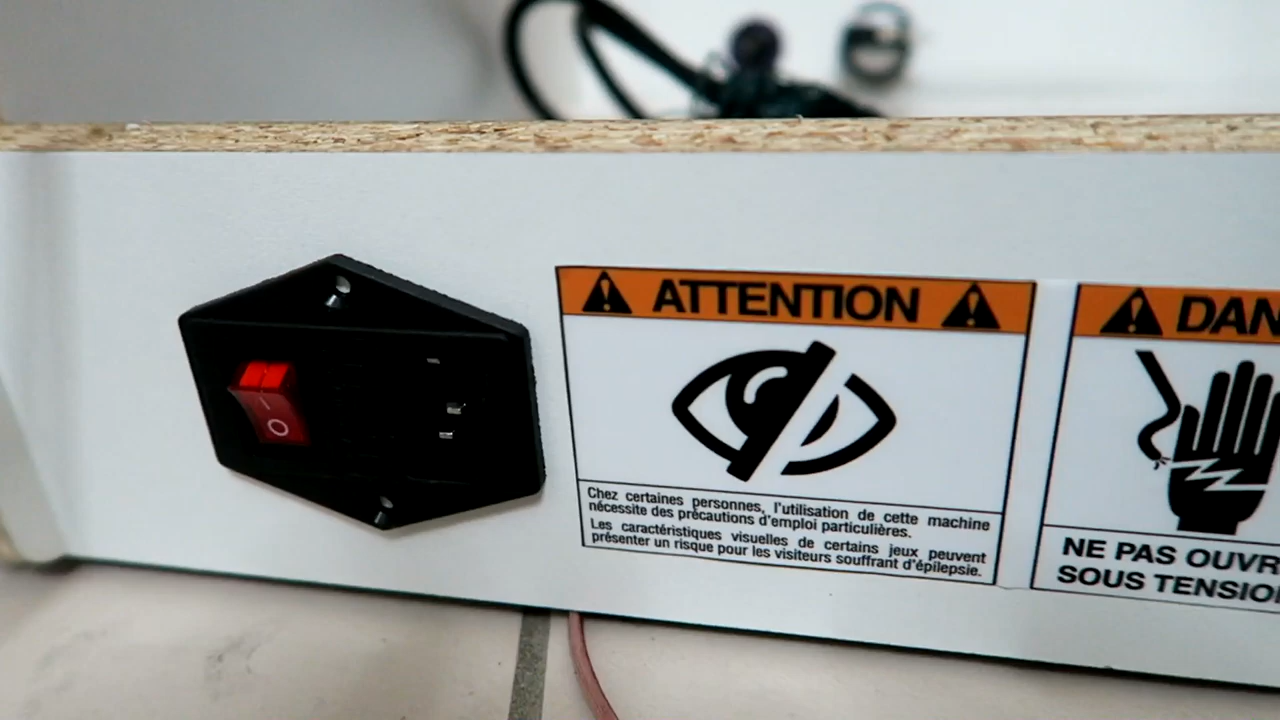 I
O
ATTENTION
Chez certaines personnes, l'utilisation de cette machine
nécessite des précautions d'emploi particulières.
Les caractéristiques visuelles de certains jeux peuvent
présenter un risque pour les visiteurs souffrant d'épilepsie.
DAN
NE PAS OUVR
SOUS TENSIO